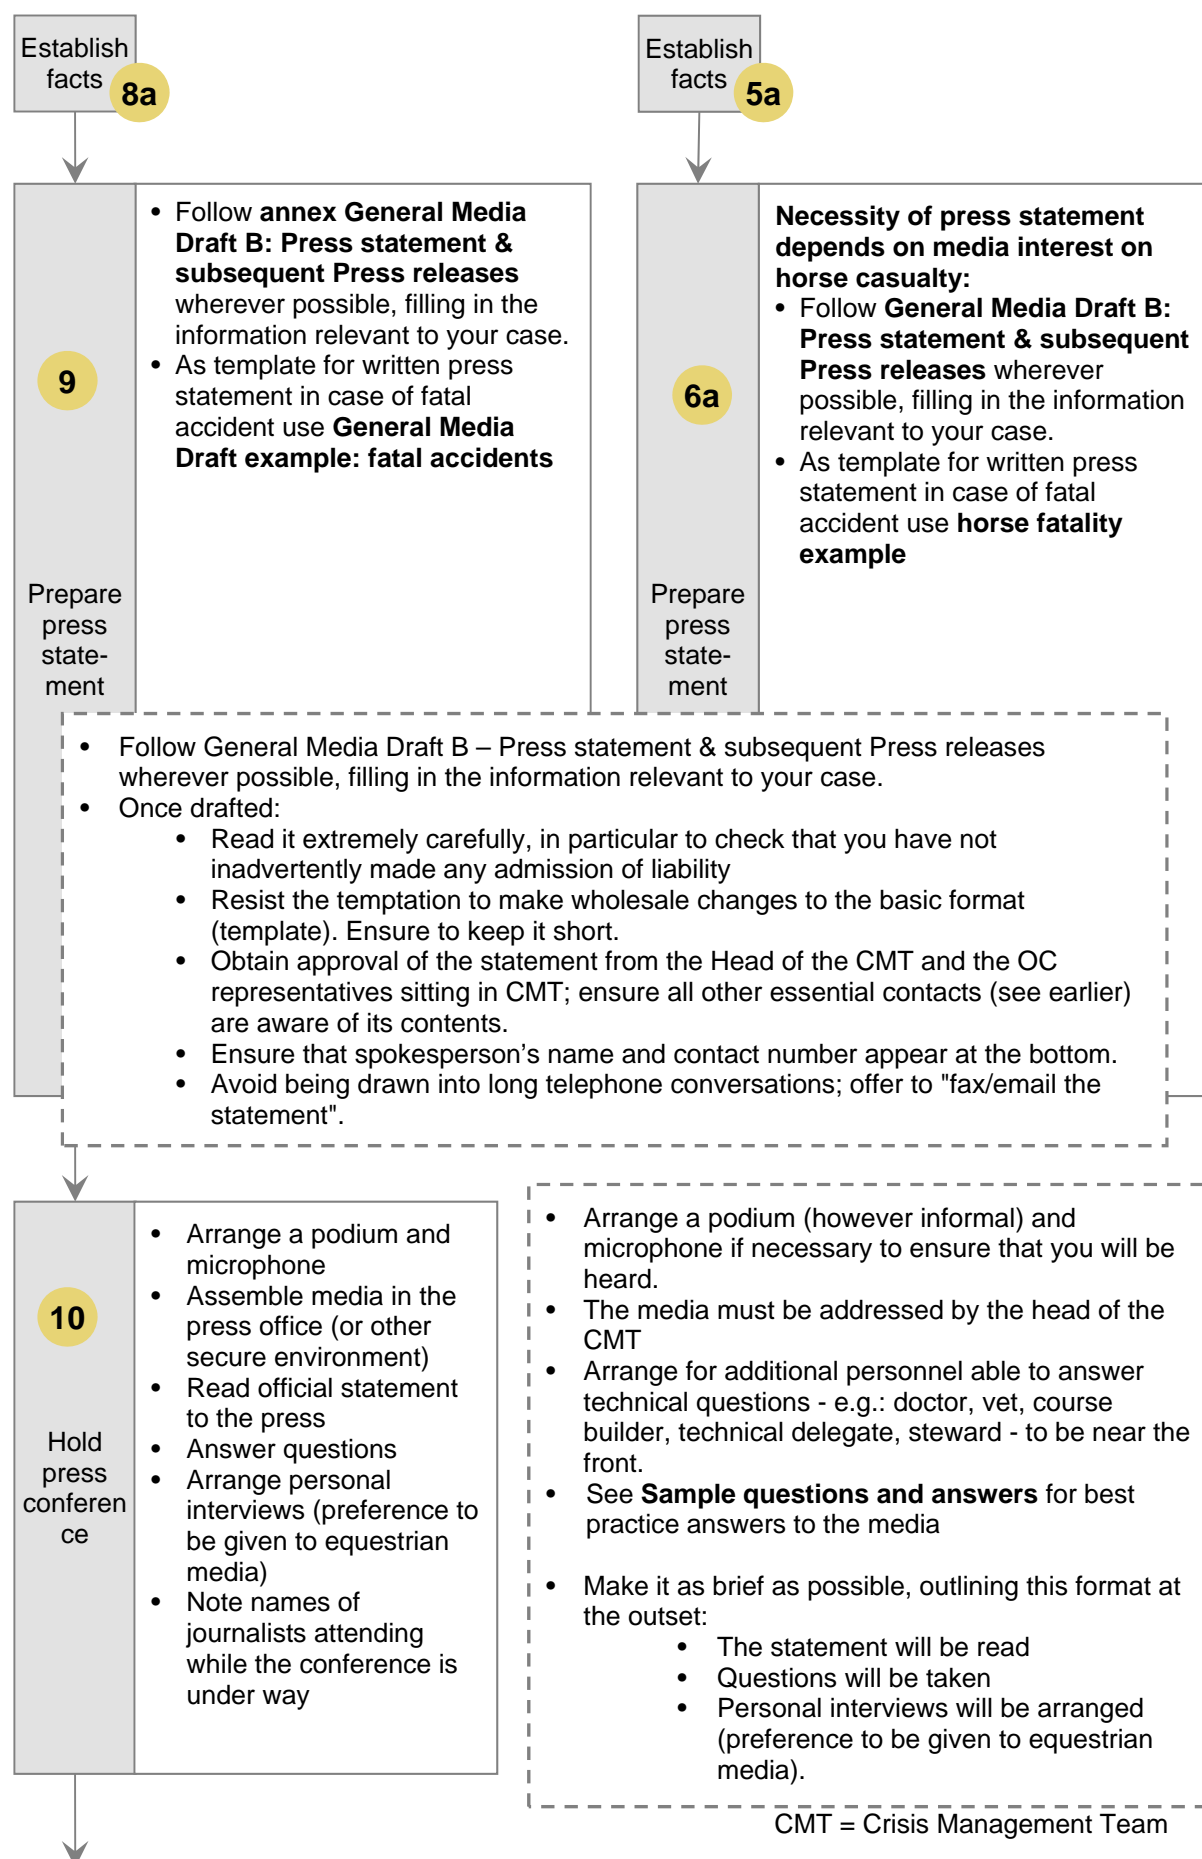 Establish
facts
8a
Establish
facts
5a
9
Prepare
press
state-
ment
• Follow annex General Media
Draft B: Press statement &
subsequent Press releases
wherever possible, filling in the
information relevant to your case.
• As template for written press
statement in case of fatal
accident use General Media
Draft example: fatal accidents
6a
Prepare
press
state-
ment
Necessity of press statement
depends on media interest on
horse casualty:
• Follow General Media Draft B:
Press statement & subsequent
Press releases wherever
possible, filling in the information
relevant to your case.
• As template for written press
statement in case of fatal
accident use horse fatality
example
• Follow General Media Draft B – Press statement & subsequent Press releases
wherever possible, filling in the information relevant to your case.
• Once drafted:
• Read it extremely carefully, in particular to check that you have not
inadvertently made any admission of liability
• Resist the temptation to make wholesale changes to the basic format
(template). Ensure to keep it short.
• Obtain approval of the statement from the Head of the CMT and the OC
representatives sitting in CMT; ensure all other essential contacts (see earlier)
are aware of its contents.
• Ensure that spokesperson’s name and contact number appear at the bottom.
• Avoid being drawn into long telephone conversations; offer to "fax/email the
statement".
10
Hold
press
conferen
ce
• Arrange a podium and
microphone
• Assemble media in the
press office (or other
secure environment)
• Read official statement
to the press
• Answer questions
• Arrange personal
interviews (preference to
be given to equestrian
media)
• Note names of
journalists attending
while the conference is
under way
• Arrange a podium (however informal) and
microphone if necessary to ensure that you will be
heard.
• The media must be addressed by the head of the
CMT
• Arrange for additional personnel able to answer
technical questions - e.g.: doctor, vet, course
builder, technical delegate, steward - to be near the
front.
• See Sample questions and answers for best
practice answers to the media
• Make it as brief as possible, outlining this format at
the outset:
• The statement will be read
• Questions will be taken
• Personal interviews will be arranged
(preference to be given to equestrian
media).
CMT = Crisis Management Team